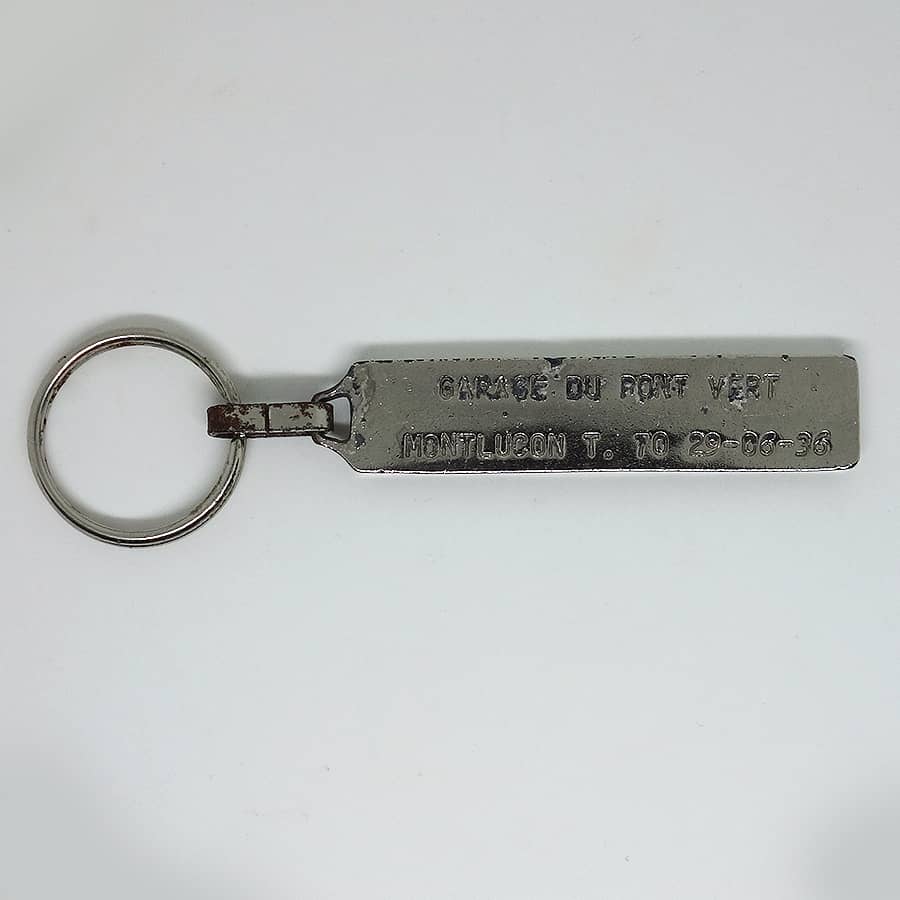 GARAGE DU PONT VERT
MONTLUCON T. 70 29-06-36